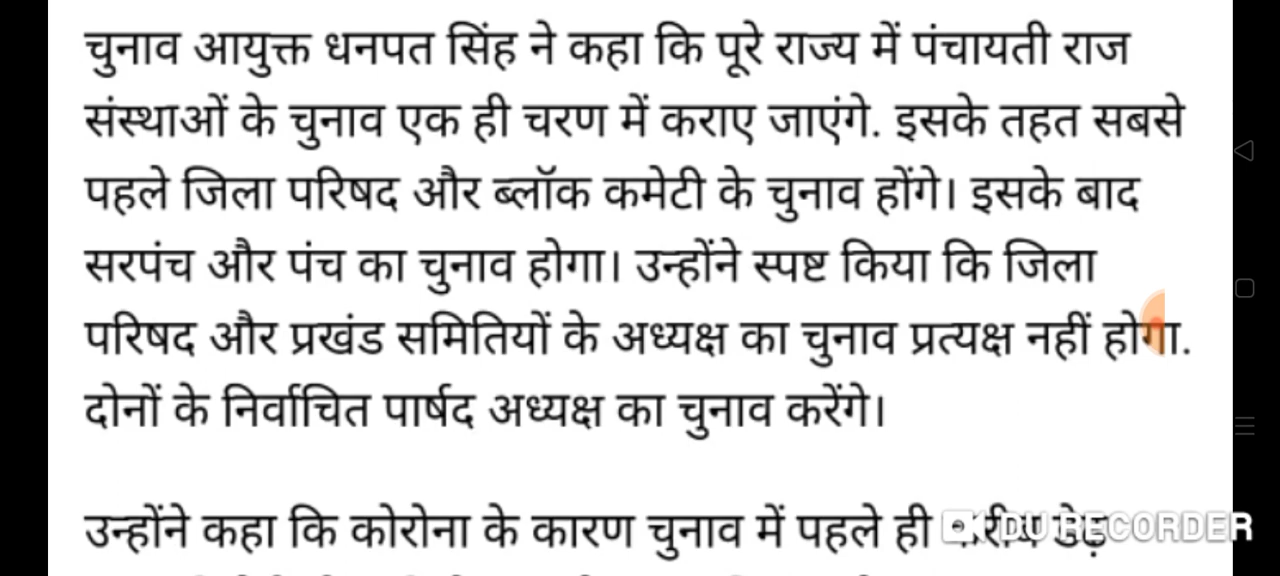 चुनाव आयुक्त धनपत सिंह ने कहा कि पूरे राज्य में पंचायती राज
संस्थाओं के चुनाव एक ही चरण में कराए जाएंगे. इसके तहत सबसे
पहले जिला परिषद और ब्लॉक कमेटी के चुनाव होंगे। इसके बाद
सरपंच और पंच का चुनाव होगा। उन्होंने स्पष्ट किया कि जिला
परिषद और प्रखंड समितियों के अध्यक्ष का चुनाव प्रत्यक्ष नहीं होगा.
दोनों के निर्वाचित पार्षद अध्यक्ष का चुनाव करेंगे।
उन्होंने कहा कि कोरोना के कारण चुनाव में पहले ही डेढ़
DU RECORDER